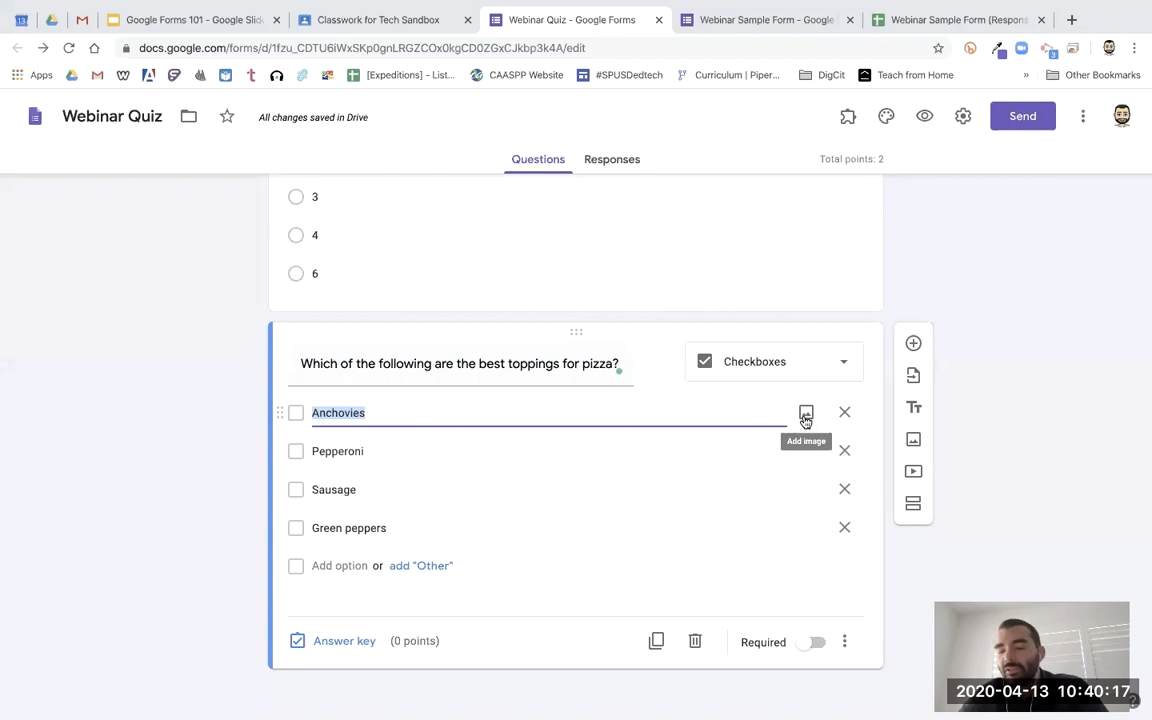 Google Forms 101 - Google Slid
Classwork for Tech Sandbox
Webinar Quiz - Google Forms
Webinar Sample Form - Google
Webinar Sample Form (Respon
docs.google.com/forms/d/1fzu_CDTU6iWxSKp0gnLRGZCOx0kgCD0ZGxCJkbp3k4A/edit
Apps
[Expeditions] - List...
CAASPP Website
#SPUSDedtech
Curriculum | Piper...
DigCit
Teach from Home
»
Other Bookmarks
Webinar Quiz
All changes saved in Drive
Send
Questions
Responses
Total points: 2
3
4
6
Which of the following are the best toppings for pizza?
Checkboxes
Anchovies
Add image
Pepperoni
Sausage
Green peppers
Add option or add "Other"
Answer key (0 points)
Required
2020-04-13 10:40:17